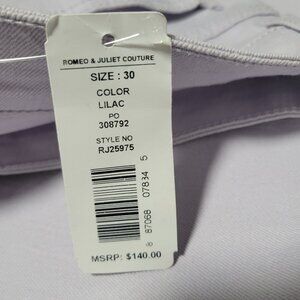 ROMEO & JULIET COUTURE
SIZE : 30
COLOR
LILAC
PO
308792
STYLE NO
RJ25975
87068 07834 5
MSRP: $140.00